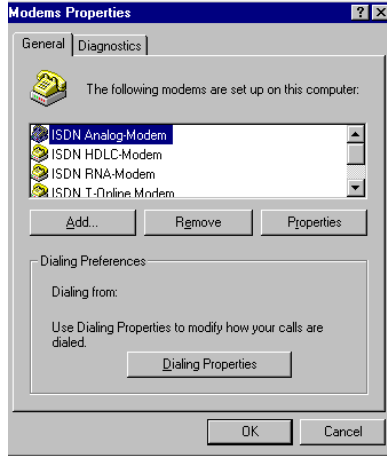 Modems Properties
General Diagnostics
The following modems are set up on this computer:
ISDN Analog-Modem
ISDN HDLC-Modem
ISDN RNA-Modem
ISDN T-Online Modem
Add... Remove Properties
Dialing Preferences
Dialing from:
Use Dialing Properties to modify how your calls are
dialed.
Dialing Properties
OK Cancel